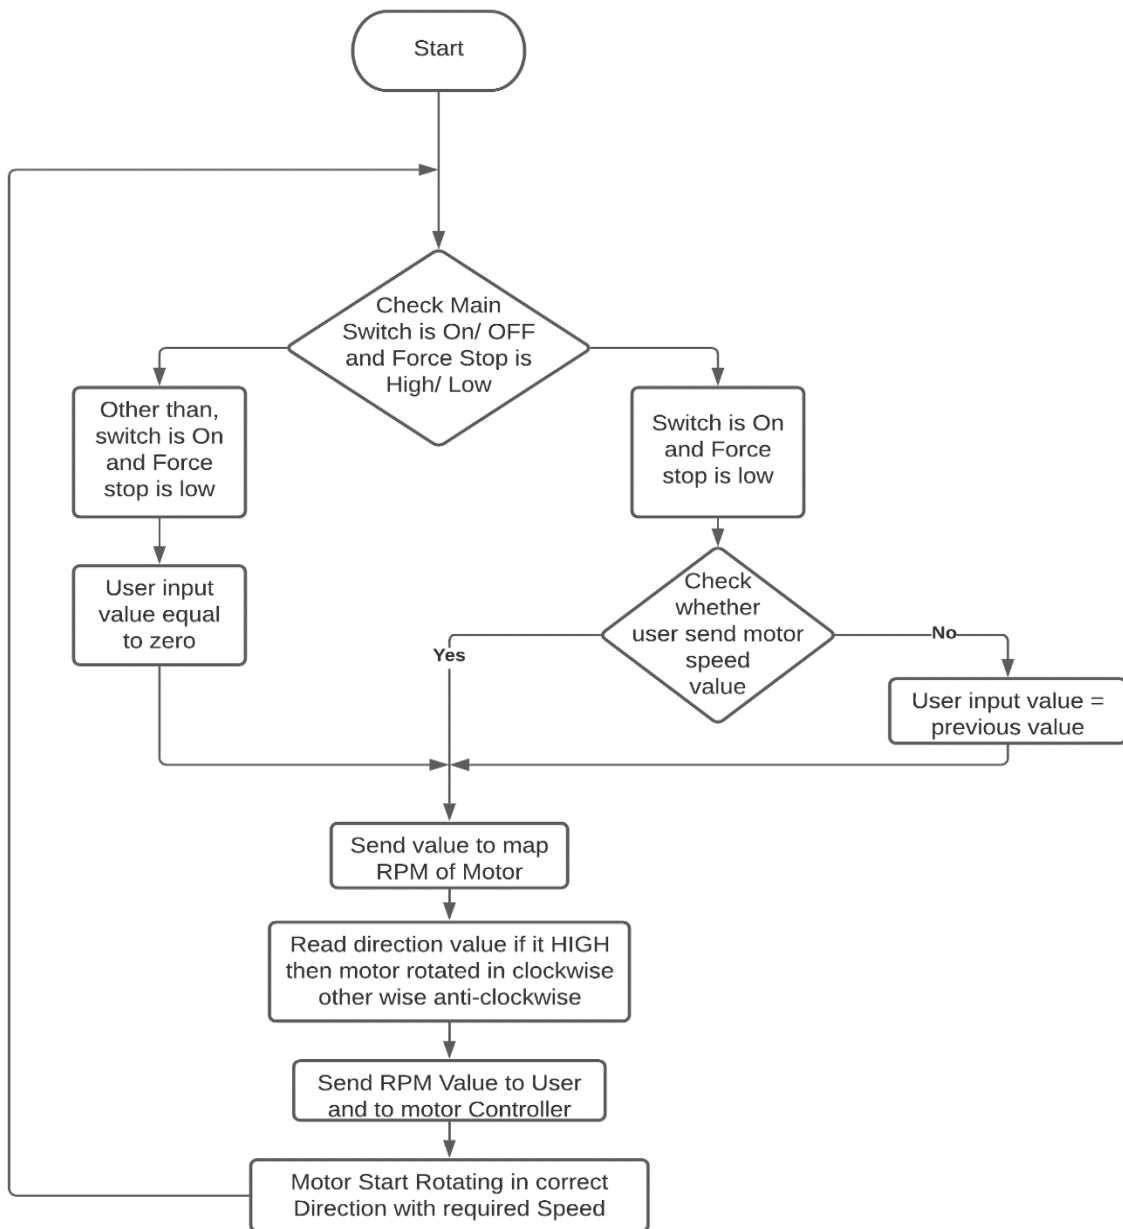 Start
Check Main
Switch is On/ OFF
and Force Stop is
High/ Low
Other than,
switch is On
and Force
stop is low
Switch is On
and Force
stop is low
User input
value equal
to zero
Check
whether
user send motor
speed
value
Yes
No
User input value =
previous value
Send value to map
RPM of Motor
Read direction value if it HIGH
then motor rotated in clockwise
other wise anti-clockwise
Send RPM Value to User
and to motor Controller
Motor Start Rotating in correct
Direction with required Speed